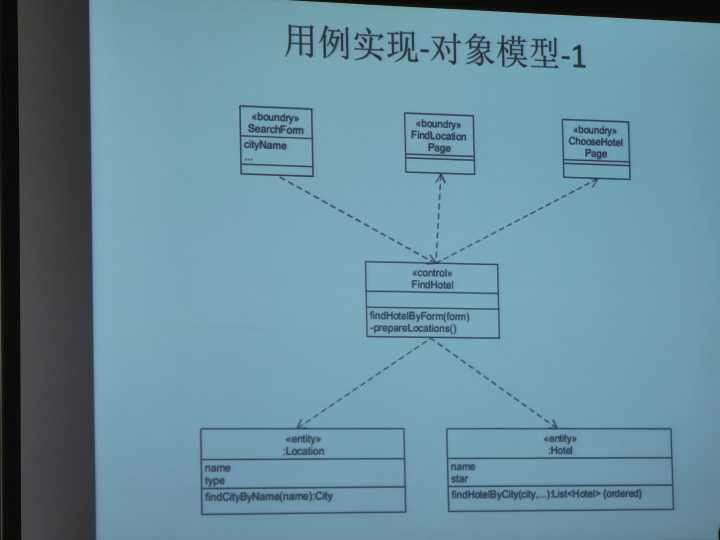 用例实现-对象模型-1
«boundry»
SearchForm
cityName
...
«boundry»
FindLocation
Page
«boundry»
ChooseHotel
Page
«control»
FindHotel
findHotelByForm(form)
-prepareLocations()
«entity»
:Location
name
type
findCityByName(name):City
«entity»
:Hotel
name
star
findHotelByCity(city,...):List<Hotel> {ordered}